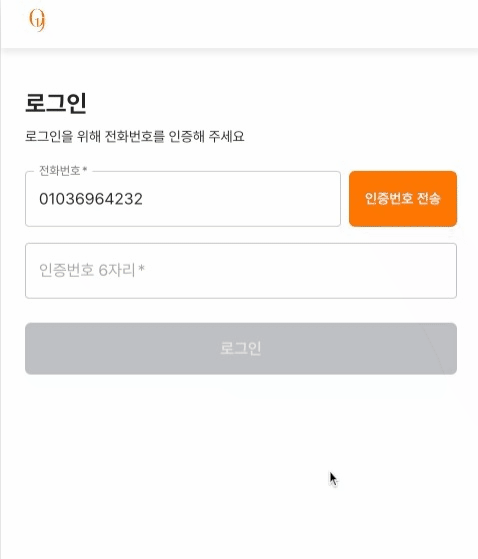 로그인
로그인을 위해 전화번호를 인증해 주세요
전화번호*
01036964232
인증번호 전송
인증번호 6자리*
로그인